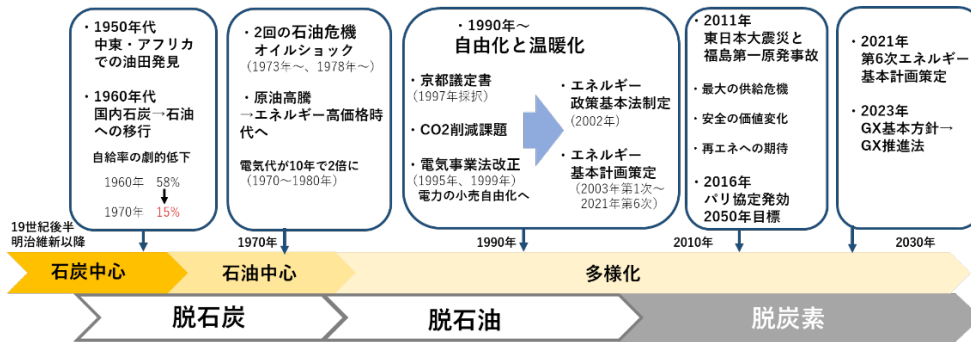 ・1950年代
中東・アフリカ
での油田発見
・1960年代
国内石炭→石油
への移行
自給率の劇的低下
1960年 58%
1970年 15%
・2回の石油危機
オイルショック
（1973年～、1978年～）
・原油高騰
→エネルギー高価格時
代へ
電気代が10年で2倍に
（1970～1980年）
・1990年～
自由化と温暖化
・京都議定書
（1997年採択）
・CO2削減課題
・電気事業法改正
（1995年、1999年）
電力の小売自由化へ
・エネルギー
政策基本法制定
（2002年）
・エネルギー
基本計画策定
（2003年第1次～
2021年第6次）
・2011年
東日本大震災と
福島第一原発事故
・最大の供給危機
・安全の価値変化
・再エネへの期待
・2016年
パリ協定発効
2050年目標
・2021年
第6次エネルギー
基本計画策定
・2023年
GX基本方針→
GX推進法
19世紀後半
明治維新以降
1970年
1990年
2010年
2030年
石炭中心
石油中心
多様化
脱石炭
脱石油
脱炭素